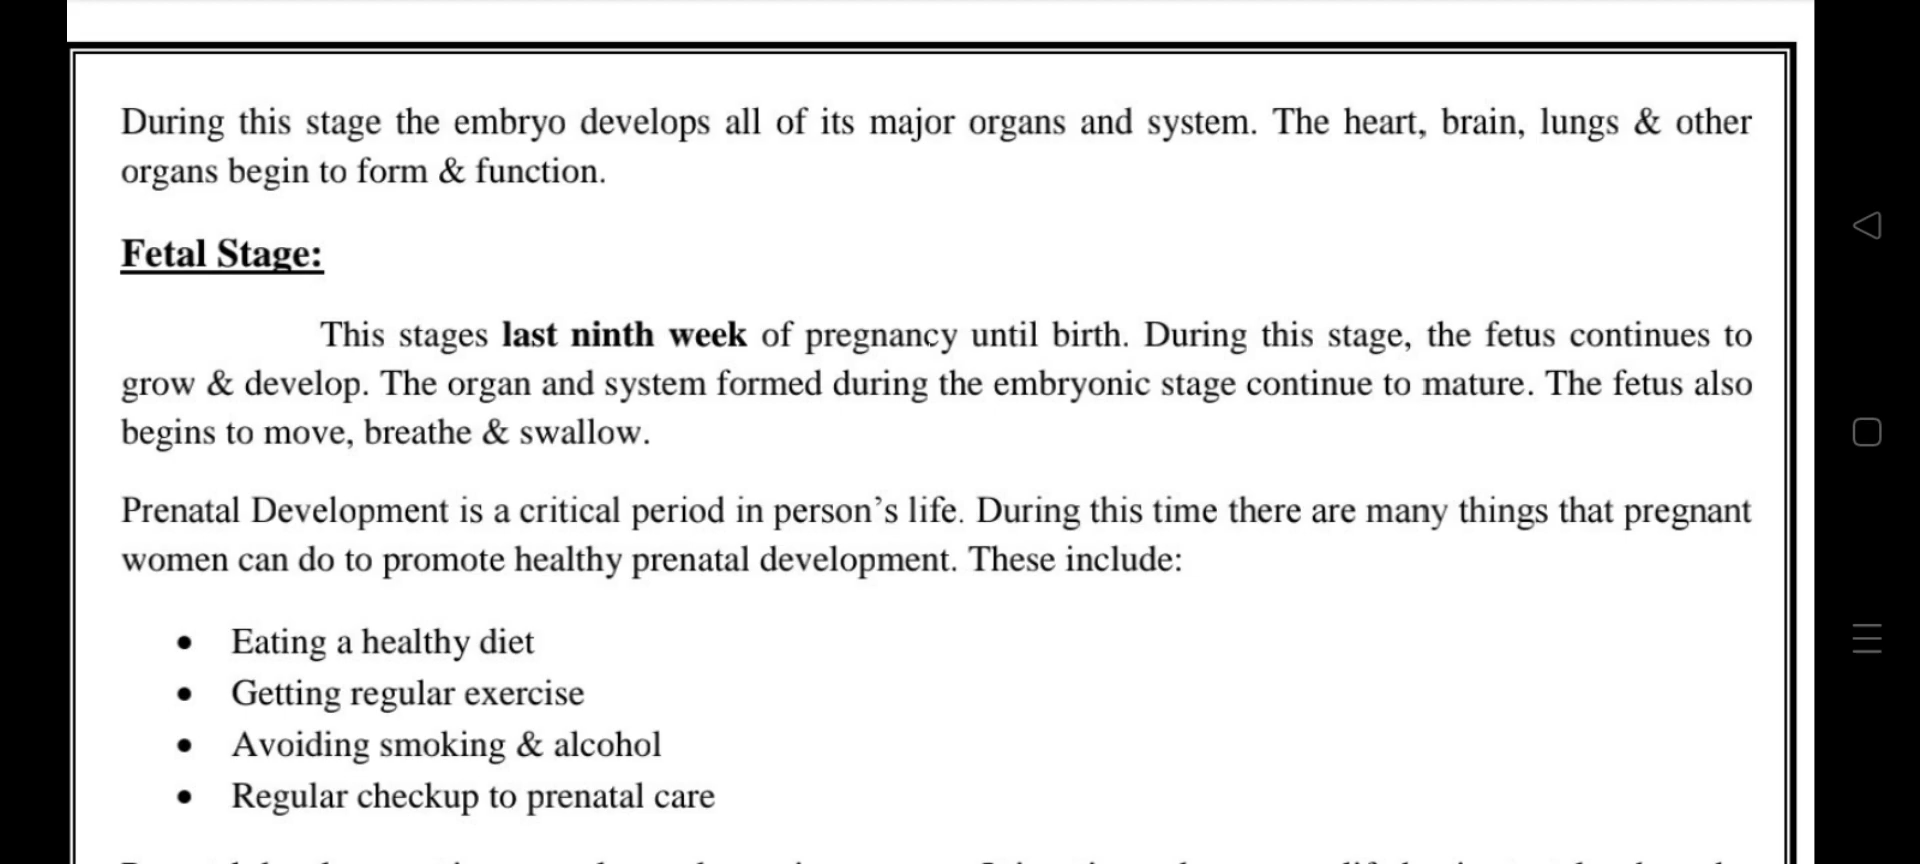 During this stage the embryo develops all of its major organs and system. The heart, brain, lungs & other
organs begin to form & function.
Fetal Stage:
This stages last ninth week of pregnancy until birth. During this stage, the fetus continues to
grow & develop. The organ and system formed during the embryonic stage continue to mature. The fetus also
begins to move, breathe & swallow.
Prenatal Development is a critical period in person’s life. During this time there are many things that pregnant
women can do to promote healthy prenatal development. These include:
• Eating a healthy diet
• Getting regular exercise
• Avoiding smoking & alcohol
• Regular checkup to prenatal care